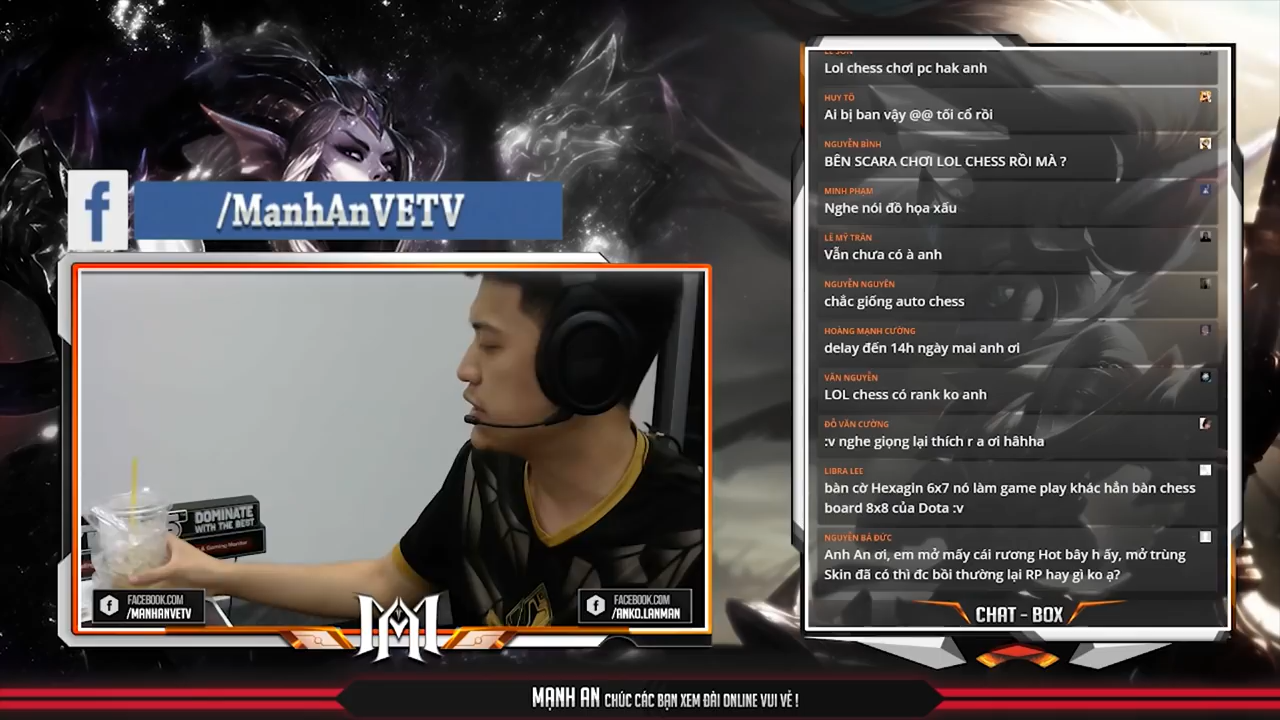 /ManhAnVETV
DOMINATE
WITH THE BEST
& Gaming Monitor
FACEBOOK.COM
/MANHANVETV
FACEBOOK.COM
/ANKO.LANMAN
Lol chess chơi pc hak anh
HUY TÔ
Ai bị ban vậy @@ tối cổ rồi
NGUYỄN BÌNH
BÊN SCARA CHƠI LOL CHESS RỒI MÀ ?
MINH PHẠM
Nghe nói đồ họa xấu
LÊ MỸ TRÂN
Vẫn chưa có à anh
NGUYÊN NGUYÊN
chắc giống auto chess
HOÀNG MẠNH CƯỜNG
delay đến 14h ngày mai anh ơi
VĂN NGUYỄN
LOL chess có rank ko anh
ĐỖ VĂN CƯỜNG
:v nghe giọng lại thích r a ơi hâhha
LIBRA LEE
bàn cờ Hexagin 6x7 nó làm game play khác hẳn bàn chess
board 8x8 của Dota :v
NGUYỄN BÁ ĐỨC
Anh An ơi, em mở mấy cái rương Hot bây h ấy, mở trùng
Skin đã có thì đc bồi thường lại RP hay gì ko ạ?
CHAT - BOX
MẠNH AN CHÚC CÁC BẠN XEM ĐÀI ONLINE VUI VẺ !